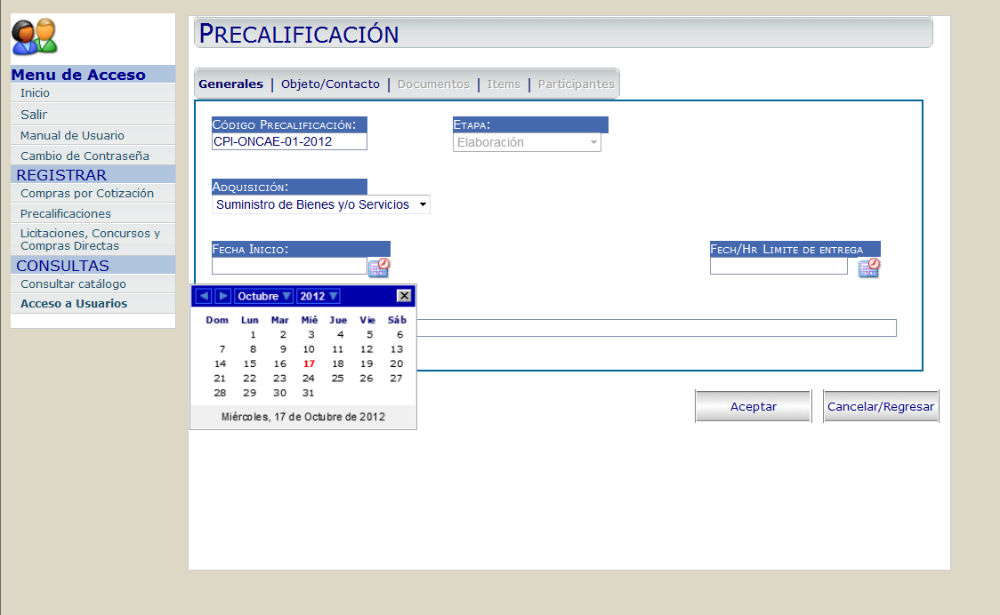 PRECALIFICACIÓN
Menu de Acceso
Inicio
Salir
Manual de Usuario
Cambio de Contraseña
REGISTRAR
Compras por Cotización
Precalificaciones
Licitaciones, Concursos y
Compras Directas
CONSULTAS
Consultar catálogo
Acceso a Usuarios
Generales | Objeto/Contacto | Documentos | Items | Participantes
CÓDIGO PRECALIFICACIÓN:
CPI-ONCAE-01-2012
ETAPA:
Elaboración
ADQUISICIÓN:
Suministro de Bienes y/o Servicios
FECHA INICIO:
FECH/HR LIMITE DE ENTREGA
Octubre 2012
Dom Lun Mar Mié Jue Vie Sáb
1 2 3 4 5 6
7 8 9 10 11 12 13
14 15 16 17 18 19 20
21 22 23 24 25 26 27
28 29 30 31
Miércoles, 17 de Octubre de 2012
Aceptar
Cancelar/Regresar